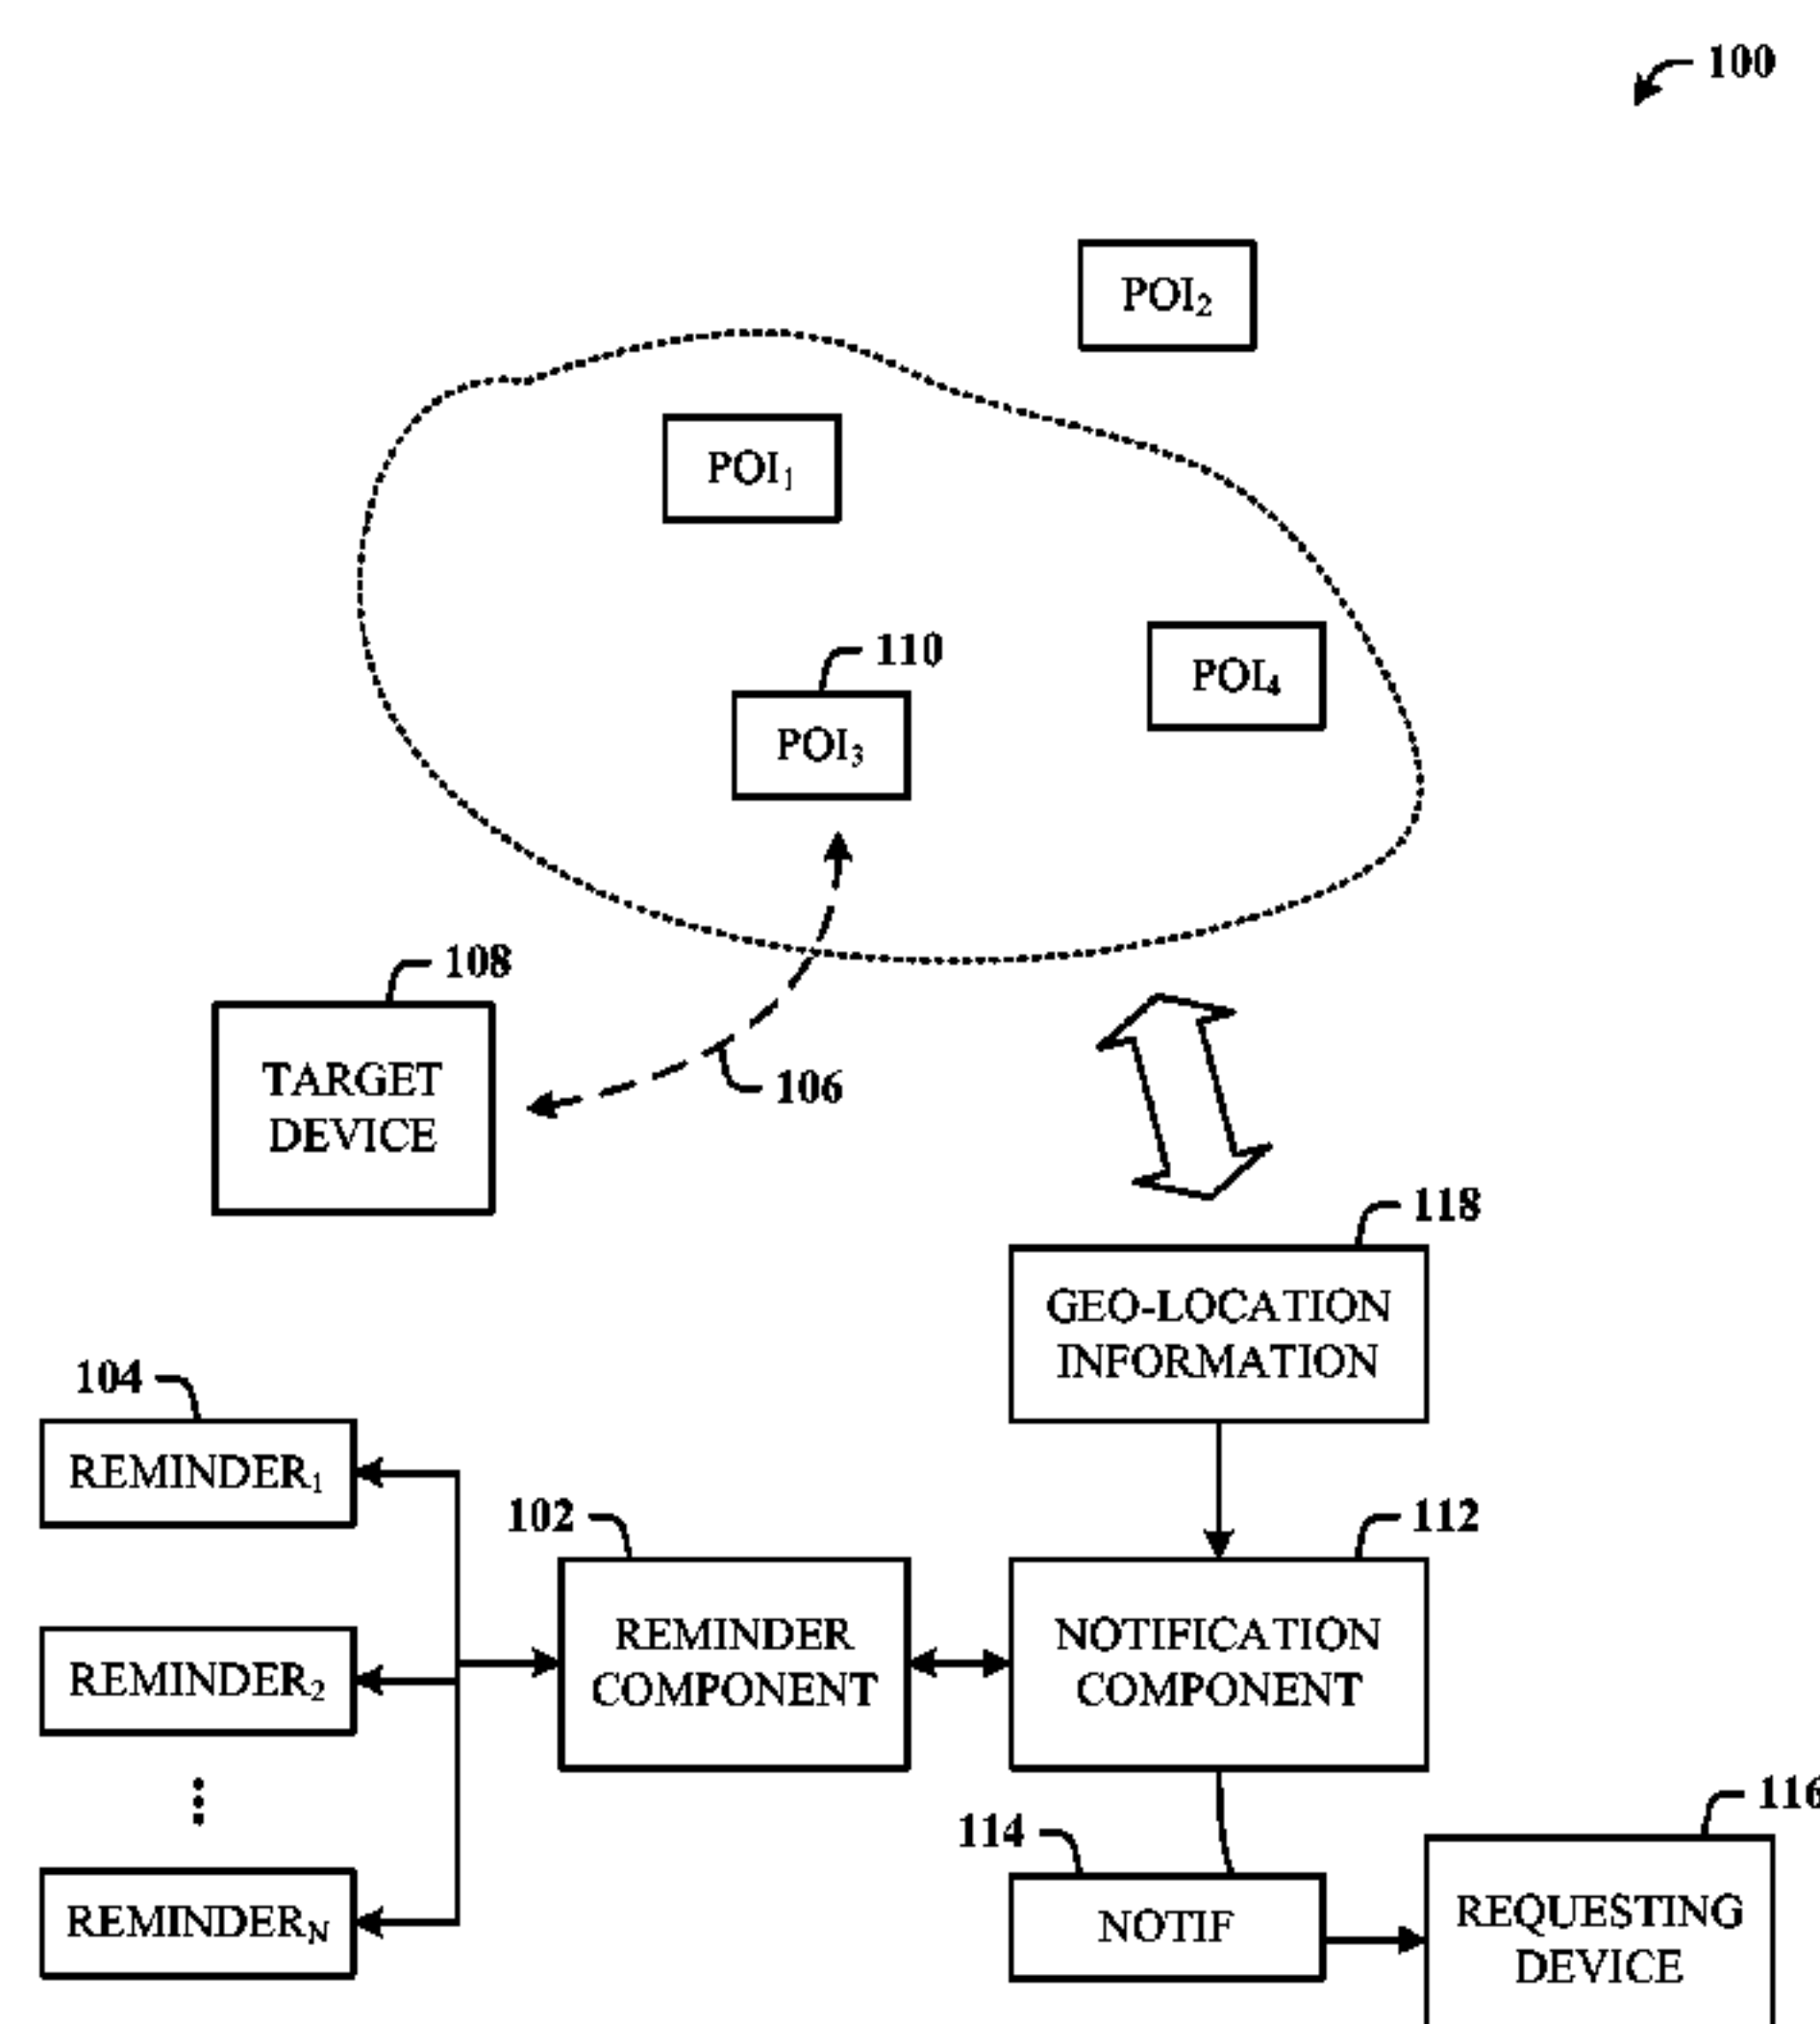 100
POI₂
POI₁
110
POI₄
POI₃
108
TARGET
DEVICE
106
118
GEO-LOCATION
INFORMATION
104
REMINDER₁
102
112
REMINDER
COMPONENT
NOTIFICATION
COMPONENT
REMINDER₂
116
114
REMINDER_N
NOTIF
REQUESTING
DEVICE